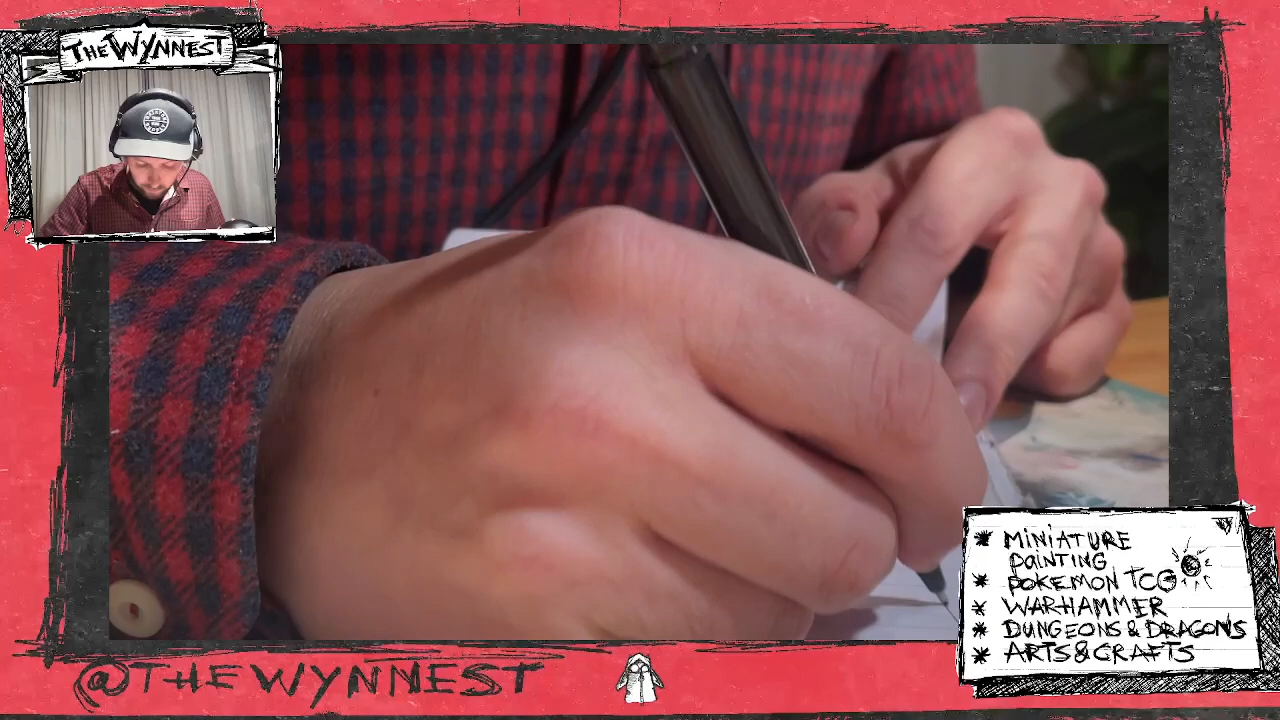 THE WYNNEST
* MINIATURE
PAINTING
* POKEMON TCG
* WARHAMMER
* DUNGEONS & DRAGONS
* ARTS & CRAFTS
@THEWYNNEST